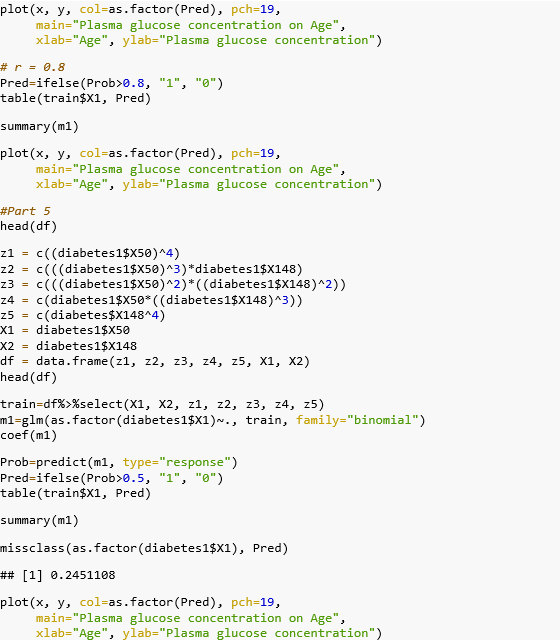 plot(x, y, col=as.factor(Pred), pch=19,
main="Plasma glucose concentration on Age",
xlab="Age", ylab="Plasma glucose concentration")
# r = 0.8
Pred=ifelse(Prob>0.8, "1", "0")
table(train$X1, Pred)
summary(m1)
plot(x, y, col=as.factor(Pred), pch=19,
main="Plasma glucose concentration on Age",
xlab="Age", ylab="Plasma glucose concentration")
#Part 5
head(df)
z1 = c((diabetes1$X50)^4)
z2 = c(((diabetes1$X50)^3)*diabetes1$X148)
z3 = c(((diabetes1$X50)^2)*((diabetes1$X148)^2))
z4 = c(diabetes1$X50*((diabetes1$X148)^3))
z5 = c(diabetes$X148^4)
X1 = diabetes1$X50
X2 = diabetes1$X148
df = data.frame(z1, z2, z3, z4, z5, X1, X2)
head(df)
train=df%>%select(X1, X2, z1, z2, z3, z4, z5)
m1=glm(as.factor(diabetes1$X1)~., train, family="binomial")
coef(m1)
Prob=predict(m1, type="response")
Pred=ifelse(Prob>0.5, "1", "0")
table(train$X1, Pred)
summary(m1)
missclass(as.factor(diabetes1$X1), Pred)
## [1] 0.2451108
plot(x, y, col=as.factor(Pred), pch=19,
main="Plasma glucose concentration on Age",
xlab="Age", ylab="Plasma glucose concentration")